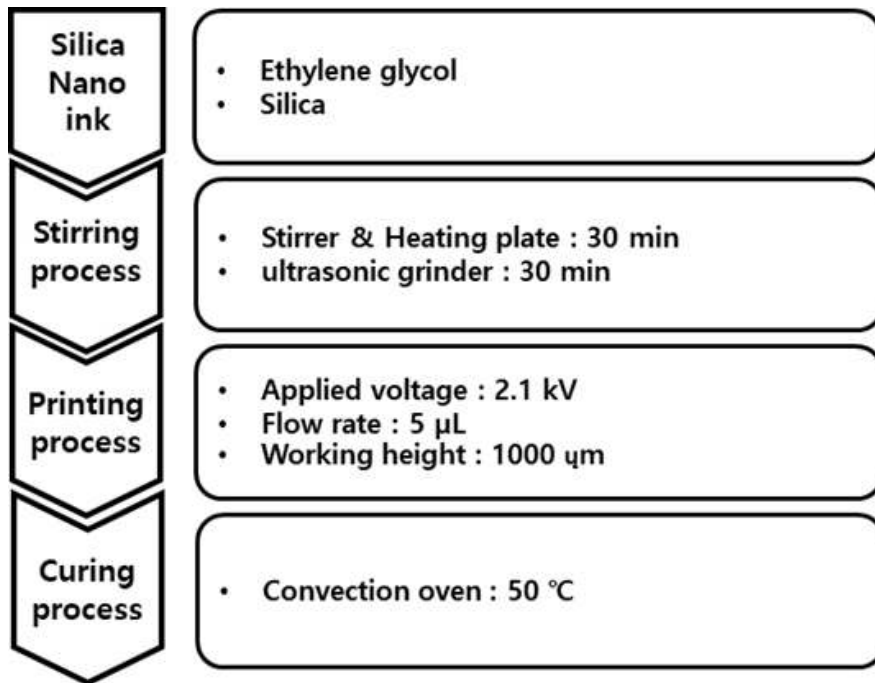 Silica
Nano
ink
• Ethylene glycol
• Silica
Stirring
process
• Stirrer & Heating plate : 30 min
• ultrasonic grinder : 30 min
Printing
process
• Applied voltage : 2.1 kV
• Flow rate : 5 μL
• Working height : 1000 ɥm
Curing
process
• Convection oven : 50 ℃